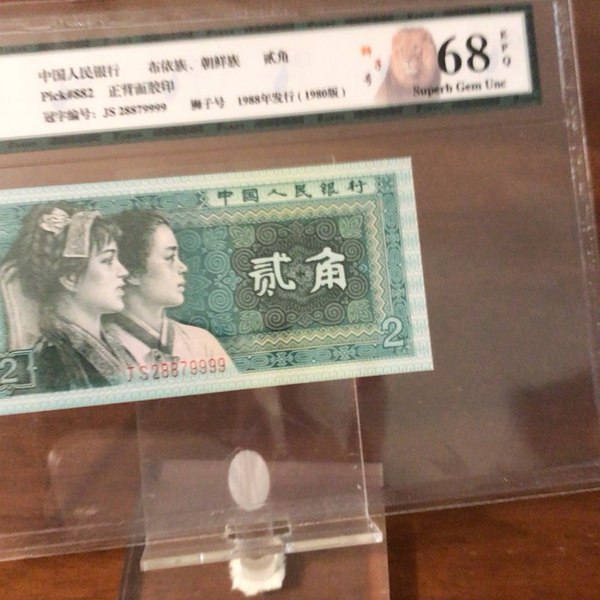 中国人民银行 布依族、朝鲜族 贰角
Pick#882 正背面胶印
冠字编号: JS 28879999 狮子号 1988年发行(1980版)
68 EPQ
Superb Gem Unc
中国人民银行
贰角
2
2
JS28879999